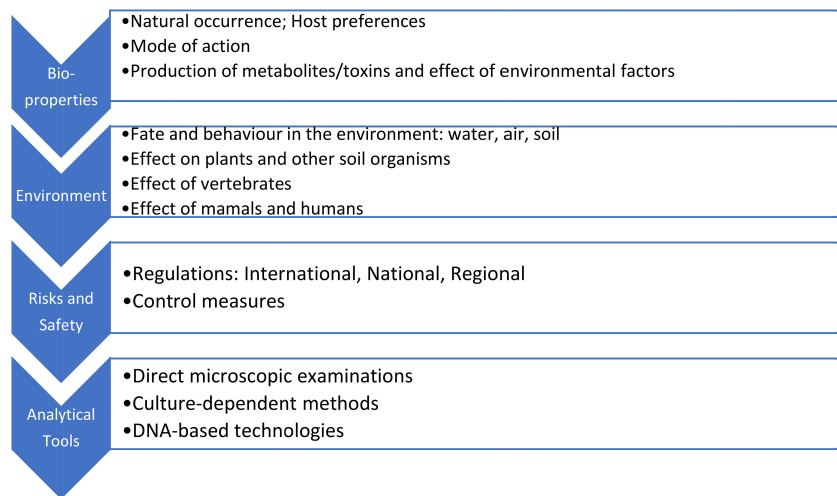 Bio-
properties
•Natural occurrence; Host preferences
•Mode of action
•Production of metabolites/toxins and effect of environmental factors
Environment
•Fate and behaviour in the environment: water, air, soil
•Effect on plants and other soil organisms
•Effect of vertebrates
•Effect of mamals and humans
Risks and
Safety
•Regulations: International, National, Regional
•Control measures
Analytical
Tools
•Direct microscopic examinations
•Culture-dependent methods
•DNA-based technologies